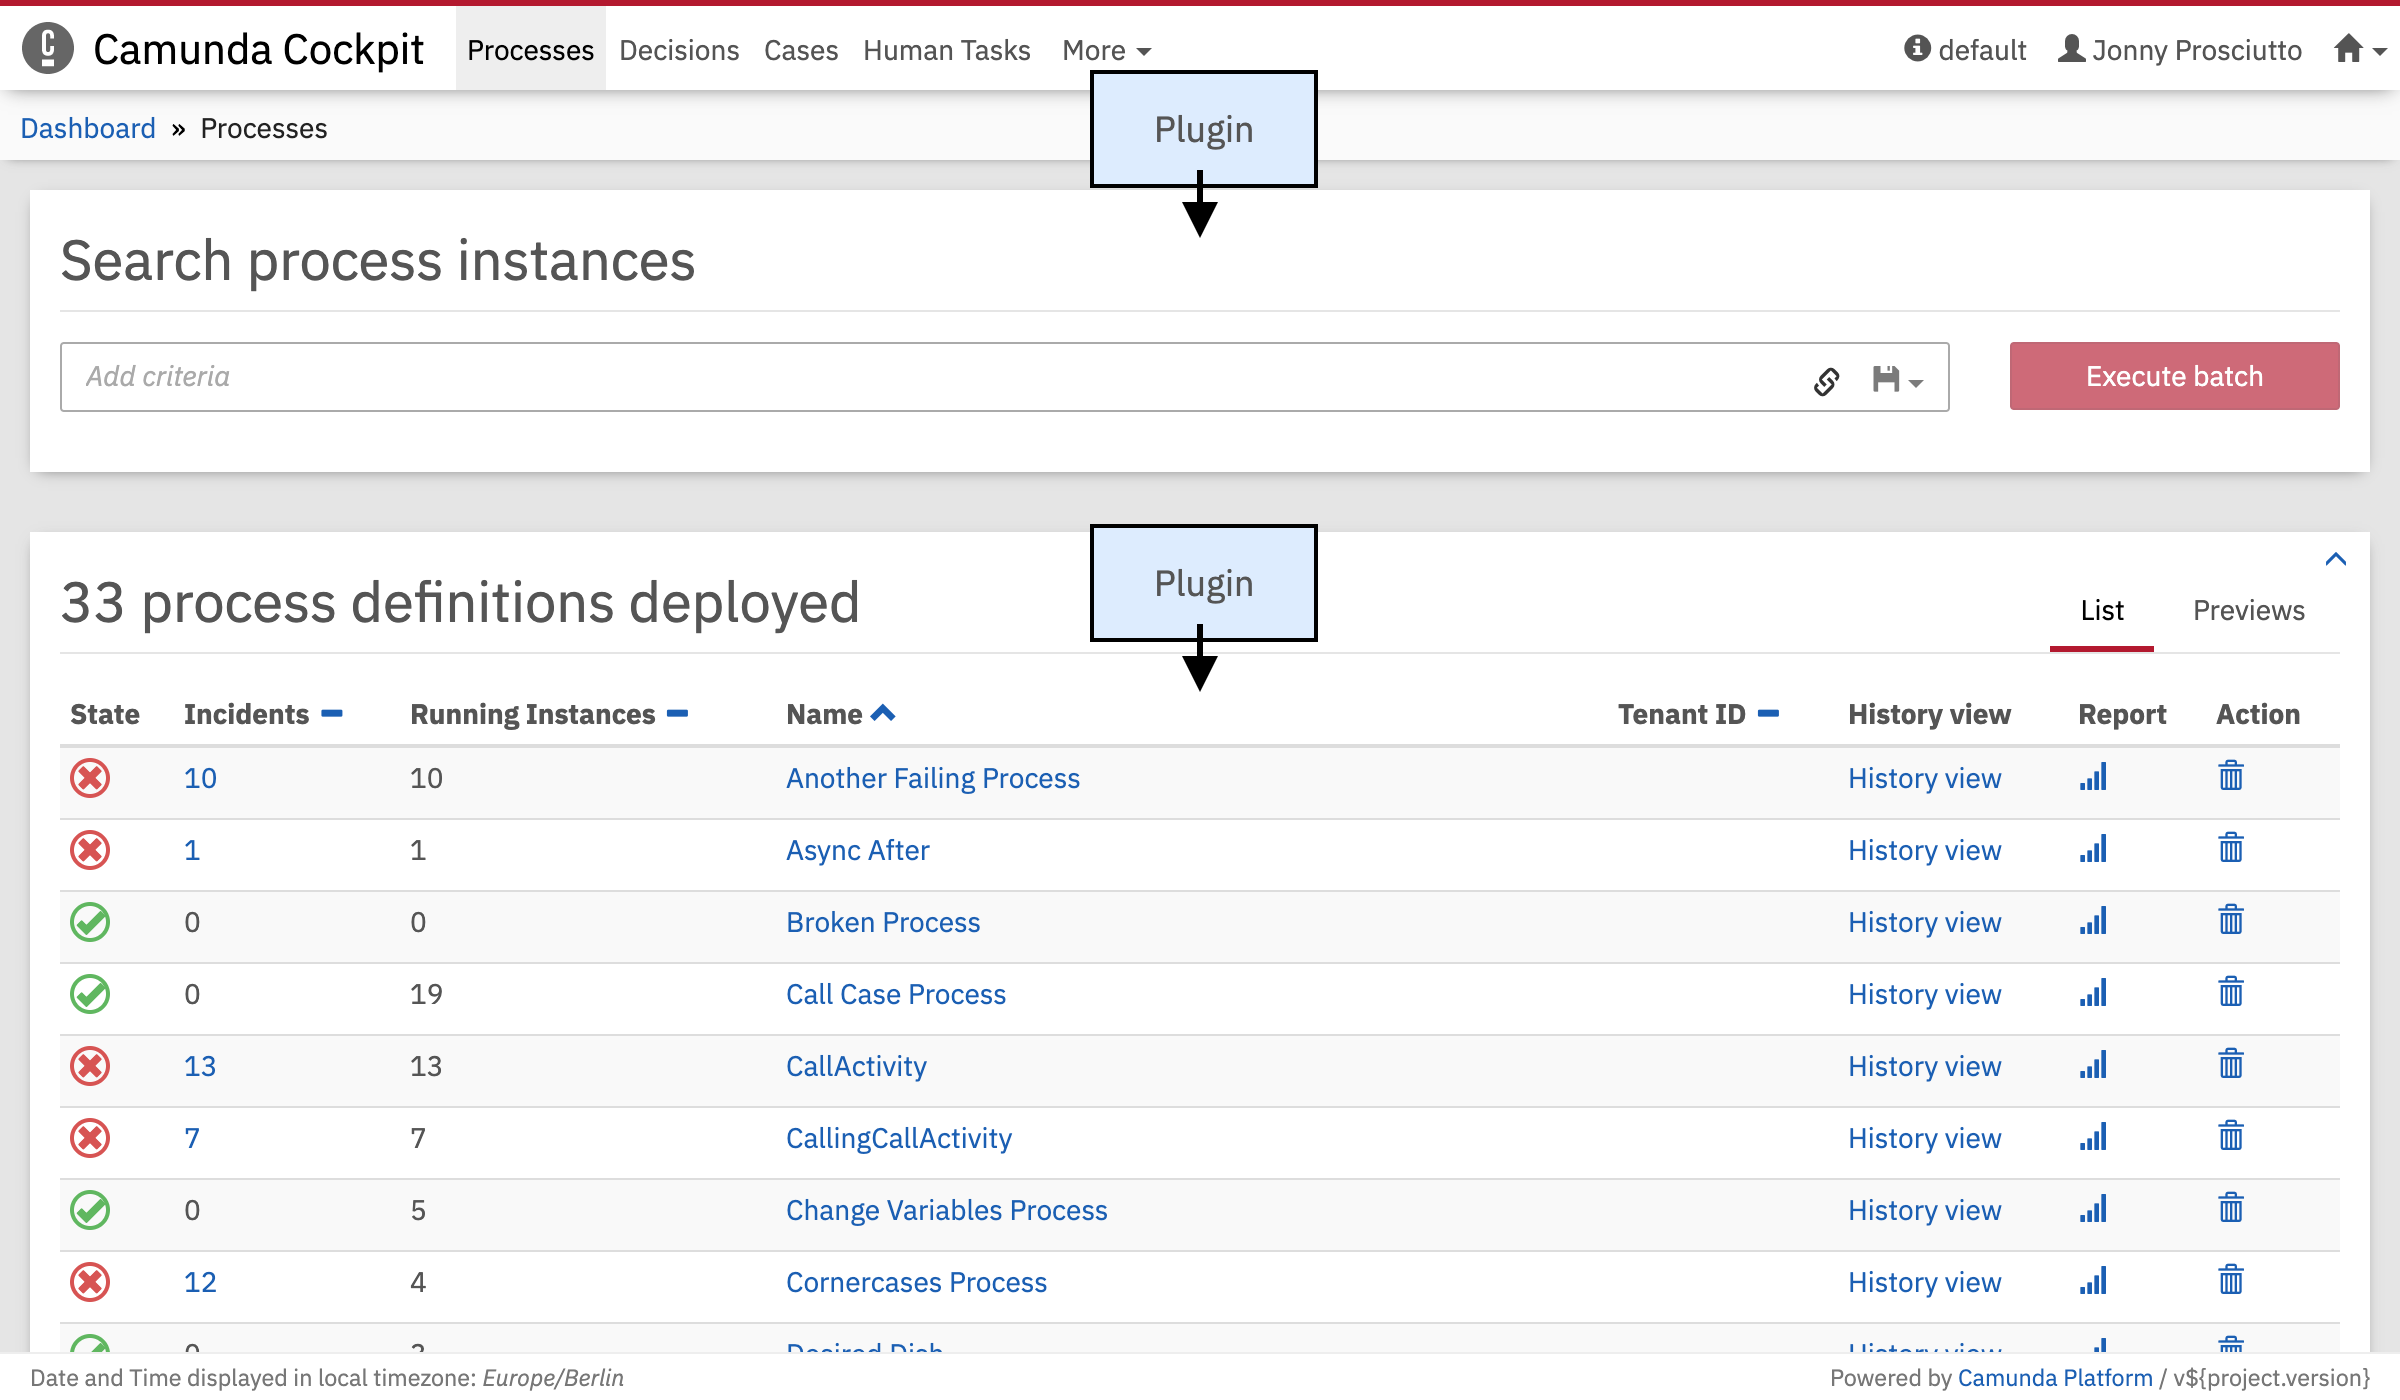 Camunda Cockpit Processes Decisions Cases Human Tasks More default Jonny Prosciutto
Dashboard » Processes
Plugin
Search process instances
Add criteria Execute batch
Plugin
33 process definitions deployed
List Previews
State Incidents Running Instances Name Tenant ID History view Report Action
10 10 Another Failing Process History view
1 1 Async After History view
0 0 Broken Process History view
0 19 Call Case Process History view
13 13 CallActivity History view
7 7 CallingCallActivity History view
0 5 Change Variables Process History view
12 4 Cornercases Process History view
Desired Dish History view
Date and Time displayed in local timezone: Europe/Berlin Powered by Camunda Platform / v${project.version}